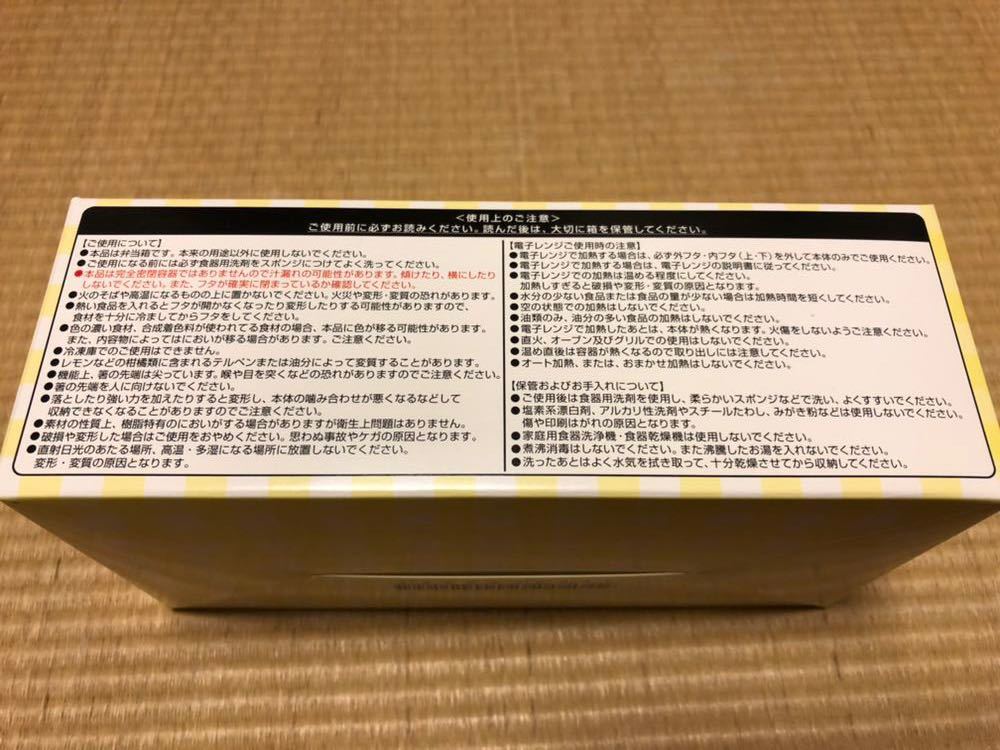 <使用上のご注意>
ご使用前に必ずお読みください。読んだ後は、大切に箱を保管してください。
【ご使用について】
●本品は弁当箱です。本来の用途以外に使用しないでください。
●ご使用になる前には必ず食器用洗剤をスポンジにつけてよく洗ってください。
●本品は完全密閉容器ではありませんので汁漏れの可能性があります。傾けたり、横にしたり
しないでください。また、フタが確実に閉まっているか確認してください。
●火のそばや高温になるものの上に置かないでください。火災や変形・変質の恐れがあります。
●熱い食品を入れるとフタが開かなくなったり変形したりする可能性がありますので、
食材を十分に冷ましてからフタをしてください。
●色の濃い食材、合成着色料が使われてる食材の場合、本品に色が移る可能性があります。
また、内容物によってはにおいが移る場合があります。ご注意ください。
●冷凍庫でのご使用はできません。
●レモンなどの柑橘類に含まれるテルペンまたは油分によって変質することがあります。
●機能上、箸の先端は尖っています。喉や目を突くなどの恐れがありますのでご注意ください。
●箸の先端を人に向けないでください。
●落としたり強い力を加えたりすると変形し、本体の噛み合わせが悪くなるなどして
収納できなくなることがありますのでご注意ください。
●素材の性質上、樹脂特有のにおいがする場合がありますが衛生上問題はありません。
●破損や変形した場合はご使用をおやめください。思わぬ事故やケガの原因となります。
●直射日光のあたる場所、高温・多湿になる場所に放置しないでください。
変形・変質の原因となります。
【電子レンジご使用時の注意】
●電子レンジで加熱する場合は、必ず外フタ・内フタ(上・下)を外して本体のみでご使用ください。
●電子レンジで加熱する場合は、電子レンジの説明書に従ってください。
●電子レンジでの加熱は温める程度にしてください。
加熱しすぎると破損や変形・変質の原因となります。
●水分の少ない食品または食品の量が少ない場合は加熱時間を短くしてください。
●空の状態での加熱はしないでください。
●油類のみ、油分の多い食品の加熱はしないでください。
●電子レンジで加熱したあとは、本体が熱くなります。火傷をしないようご注意ください。
●直火、オーブン及びグリルでの使用はしないでください。
●温め直後は容器が熱くなるので取り出しには注意してください。
●オート加熱、または、おまかせ加熱はしないでください。
【保管およびお手入れについて】
●ご使用後は食器用洗剤を使用し、柔らかいスポンジなどで洗い、よくすすいでください。
●塩素系漂白剤、アルカリ性洗剤やスチールたわし、みがき粉などは使用しないでください。
傷や印刷はがれの原因となります。
●家庭用食器洗浄機・食器乾燥機は使用しないでください。
●煮沸消毒はしないでください。また沸騰したお湯を入れないでください。
●洗ったあとはよく水気を拭き取って、十分乾燥させてから収納してください。